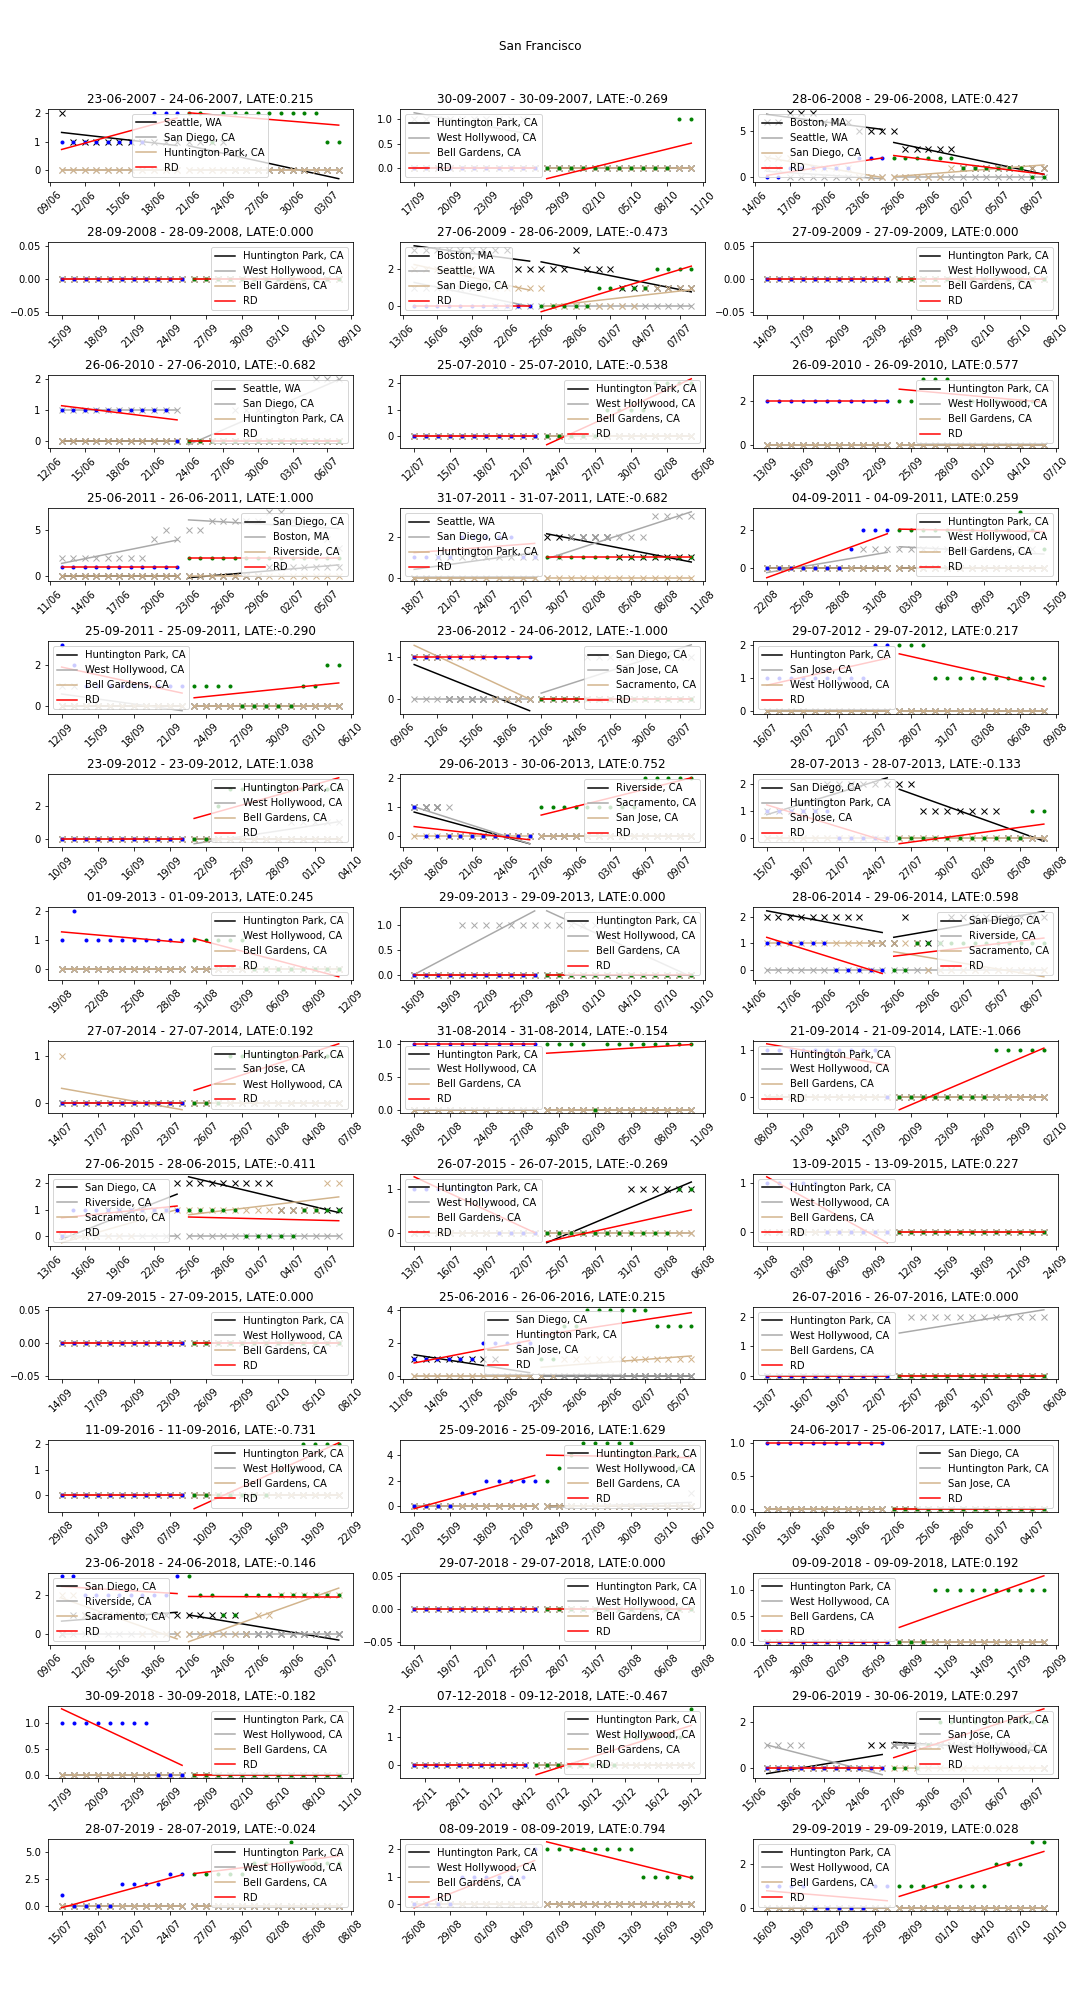 San Francisco
23-06-2007 - 24-06-2007, LATE:0.215
30-09-2007 - 30-09-2007, LATE:-0.269
28-06-2008 - 29-06-2008, LATE:0.427
2
1
0
Seattle, WA
San Diego, CA
Huntington Park, CA
RD
1.0
0.5
0.0
Huntington Park, CA
West Hollywood, CA
Bell Gardens, CA
RD
5
0
Boston, MA
Seattle, WA
San Diego, CA
RD
09/06 12/06 15/06 18/06 21/06 24/06 27/06 30/06 03/07
17/09 20/09 23/09 26/09 29/09 02/10 05/10 08/10 11/10
14/06 17/06 20/06 23/06 26/06 29/06 02/07 05/07 08/07
28-09-2008 - 28-09-2008, LATE:0.000
27-06-2009 - 28-06-2009, LATE:-0.473
27-09-2009 - 27-09-2009, LATE:0.000
0.05
0.00
−0.05
Huntington Park, CA
West Hollywood, CA
Bell Gardens, CA
RD
2
0
Boston, MA
Seattle, WA
San Diego, CA
RD
0.05
0.00
−0.05
Huntington Park, CA
West Hollywood, CA
Bell Gardens, CA
RD
15/09 18/09 21/09 24/09 27/09 30/09 03/10 06/10 09/10
13/06 16/06 19/06 22/06 25/06 28/06 01/07 04/07 07/07
14/09 17/09 20/09 23/09 26/09 29/09 02/10 05/10 08/10
26-06-2010 - 27-06-2010, LATE:-0.682
25-07-2010 - 25-07-2010, LATE:-0.538
26-09-2010 - 26-09-2010, LATE:0.577
2
1
0
Seattle, WA
San Diego, CA
Huntington Park, CA
RD
2
1
0
Huntington Park, CA
West Hollywood, CA
Bell Gardens, CA
RD
2
0
Huntington Park, CA
West Hollywood, CA
Bell Gardens, CA
RD
12/06 15/06 18/06 21/06 24/06 27/06 30/06 03/07 06/07
12/07 15/07 18/07 21/07 24/07 27/07 30/07 02/08 05/08
13/09 16/09 19/09 22/09 25/09 28/09 01/10 04/10 07/10
25-06-2011 - 26-06-2011, LATE:1.000
31-07-2011 - 31-07-2011, LATE:-0.682
04-09-2011 - 04-09-2011, LATE:0.259
5
0
San Diego, CA
Boston, MA
Riverside, CA
RD
2
0
Seattle, WA
San Diego, CA
Huntington Park, CA
RD
2
0
Huntington Park, CA
West Hollywood, CA
Bell Gardens, CA
RD
11/06 14/06 17/06 20/06 23/06 26/06 29/06 02/07 05/07
18/07 21/07 24/07 27/07 30/07 02/08 05/08 08/08 11/08
22/08 25/08 28/08 31/08 03/09 06/09 09/09 12/09 15/09
25-09-2011 - 25-09-2011, LATE:-0.290
23-06-2012 - 24-06-2012, LATE:-1.000
29-07-2012 - 29-07-2012, LATE:0.217
2
0
Huntington Park, CA
West Hollywood, CA
Bell Gardens, CA
RD
1
0
San Diego, CA
San Jose, CA
Sacramento, CA
RD
2
1
0
Huntington Park, CA
San Jose, CA
West Hollywood, CA
RD
12/09 15/09 18/09 21/09 24/09 27/09 30/09 03/10 06/10
09/06 12/06 15/06 18/06 21/06 24/06 27/06 30/06 03/07
16/07 19/07 22/07 25/07 28/07 31/07 03/08 06/08 09/08
23-09-2012 - 23-09-2012, LATE:1.038
29-06-2013 - 30-06-2013, LATE:0.752
28-07-2013 - 28-07-2013, LATE:-0.133
2
0
Huntington Park, CA
West Hollywood, CA
Bell Gardens, CA
RD
2
1
0
Riverside, CA
Sacramento, CA
San Jose, CA
RD
2
1
0
San Diego, CA
Huntington Park, CA
San Jose, CA
RD
10/09 13/09 16/09 19/09 22/09 25/09 28/09 01/10 04/10
15/06 18/06 21/06 24/06 27/06 30/06 03/07 06/07 09/07
15/07 18/07 21/07 24/07 27/07 30/07 02/08 05/08 08/08
01-09-2013 - 01-09-2013, LATE:0.245
29-09-2013 - 29-09-2013, LATE:0.000
28-06-2014 - 29-06-2014, LATE:0.598
2
1
0
Huntington Park, CA
West Hollywood, CA
Bell Gardens, CA
RD
1.0
0.5
0.0
Huntington Park, CA
West Hollywood, CA
Bell Gardens, CA
RD
2
1
0
San Diego, CA
Riverside, CA
Sacramento, CA
RD
19/08 22/08 25/08 28/08 31/08 03/09 06/09 09/09 12/09
16/09 19/09 22/09 25/09 28/09 01/10 04/10 07/10 10/10
14/06 17/06 20/06 23/06 26/06 29/06 02/07 05/07 08/07
27-07-2014 - 27-07-2014, LATE:0.192
31-08-2014 - 31-08-2014, LATE:-0.154
21-09-2014 - 21-09-2014, LATE:-1.066
1
0
Huntington Park, CA
San Jose, CA
West Hollywood, CA
RD
1.0
0.5
0.0
Huntington Park, CA
West Hollywood, CA
Bell Gardens, CA
RD
1
0
Huntington Park, CA
West Hollywood, CA
Bell Gardens, CA
RD
14/07 17/07 20/07 23/07 26/07 29/07 01/08 04/08 07/08
18/08 21/08 24/08 27/08 30/08 02/09 05/09 08/09 11/09
08/09 11/09 14/09 17/09 20/09 23/09 26/09 29/09 02/10
27-06-2015 - 28-06-2015, LATE:-0.411
26-07-2015 - 26-07-2015, LATE:-0.269
13-09-2015 - 13-09-2015, LATE:0.227
2
1
0
San Diego, CA
Riverside, CA
Sacramento, CA
RD
1
0
Huntington Park, CA
West Hollywood, CA
Bell Gardens, CA
RD
1
0
Huntington Park, CA
West Hollywood, CA
Bell Gardens, CA
RD
13/06 16/06 19/06 22/06 25/06 28/06 01/07 04/07 07/07
13/07 16/07 19/07 22/07 25/07 28/07 31/07 03/08 06/08
31/08 03/09 06/09 09/09 12/09 15/09 18/09 21/09 24/09
27-09-2015 - 27-09-2015, LATE:0.000
25-06-2016 - 26-06-2016, LATE:0.215
26-07-2016 - 26-07-2016, LATE:0.000
0.05
0.00
−0.05
Huntington Park, CA
West Hollywood, CA
Bell Gardens, CA
RD
4
2
0
San Diego, CA
Huntington Park, CA
San Jose, CA
RD
2
1
0
Huntington Park, CA
West Hollywood, CA
Bell Gardens, CA
RD
14/09 17/09 20/09 23/09 26/09 29/09 02/10 05/10 08/10
11/06 14/06 17/06 20/06 23/06 26/06 29/06 02/07 05/07
13/07 16/07 19/07 22/07 25/07 28/07 31/07 03/08 06/08
11-09-2016 - 11-09-2016, LATE:-0.731
25-09-2016 - 25-09-2016, LATE:1.629
24-06-2017 - 25-06-2017, LATE:-1.000
2
1
0
Huntington Park, CA
West Hollywood, CA
Bell Gardens, CA
RD
4
2
0
Huntington Park, CA
West Hollywood, CA
Bell Gardens, CA
RD
1.0
0.5
0.0
San Diego, CA
Huntington Park, CA
San Jose, CA
RD
29/08 01/09 04/09 07/09 10/09 13/09 16/09 19/09 22/09
12/09 15/09 18/09 21/09 24/09 27/09 30/09 03/10 06/10
10/06 13/06 16/06 19/06 22/06 25/06 28/06 01/07 04/07
23-06-2018 - 24-06-2018, LATE:-0.146
29-07-2018 - 29-07-2018, LATE:0.000
09-09-2018 - 09-09-2018, LATE:0.192
2
0
San Diego, CA
Riverside, CA
Sacramento, CA
RD
0.05
0.00
−0.05
Huntington Park, CA
West Hollywood, CA
Bell Gardens, CA
RD
1.0
0.5
0.0
Huntington Park, CA
West Hollywood, CA
Bell Gardens, CA
RD
09/06 12/06 15/06 18/06 21/06 24/06 27/06 30/06 03/07
16/07 19/07 22/07 25/07 28/07 31/07 03/08 06/08 09/08
27/08 30/08 02/09 05/09 08/09 11/09 14/09 17/09 20/09
30-09-2018 - 30-09-2018, LATE:-0.182
07-12-2018 - 09-12-2018, LATE:-0.467
29-06-2019 - 30-06-2019, LATE:0.297
1.0
0.5
0.0
Huntington Park, CA
West Hollywood, CA
Bell Gardens, CA
RD
2
1
0
Huntington Park, CA
West Hollywood, CA
Bell Gardens, CA
RD
2
0
Huntington Park, CA
San Jose, CA
West Hollywood, CA
RD
17/09 20/09 23/09 26/09 29/09 02/10 05/10 08/10 11/10
25/11 28/11 01/12 04/12 07/12 10/12 13/12 16/12 19/12
15/06 18/06 21/06 24/06 27/06 30/06 03/07 06/07 09/07
28-07-2019 - 28-07-2019, LATE:-0.024
08-09-2019 - 08-09-2019, LATE:0.794
29-09-2019 - 29-09-2019, LATE:0.028
5.0
2.5
0.0
Huntington Park, CA
West Hollywood, CA
Bell Gardens, CA
RD
2
1
0
Huntington Park, CA
West Hollywood, CA
Bell Gardens, CA
RD
2
0
Huntington Park, CA
West Hollywood, CA
Bell Gardens, CA
RD
15/07 18/07 21/07 24/07 27/07 30/07 02/08 05/08 08/08
26/08 29/08 01/09 04/09 07/09 10/09 13/09 16/09 19/09
16/09 19/09 22/09 25/09 28/09 01/10 04/10 07/10 10/10